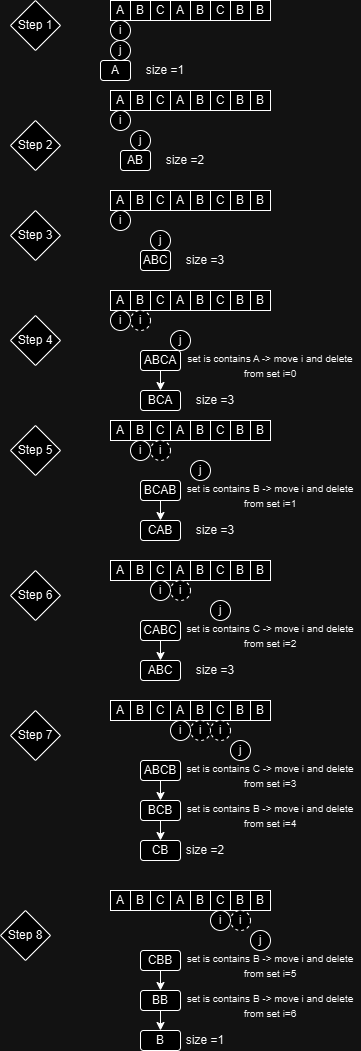 Step 1
A B C A B C B B
i
j
A size =1
A B C A B C B B
i
Step 2
j
AB size =2
A B C A B C B B
i
Step 3
j
ABC size =3
A B C A B C B B
i i
Step 4
j
ABCA set is contains A -> move i and delete
from set i=0
BCA size =3
A B C A B C B B
Step 5
i i
j
BCAB set is contains B -> move i and delete
from set i=1
CAB size =3
A B C A B C B B
Step 6
i i
j
CABC set is contains C -> move i and delete
from set i=2
ABC size =3
A B C A B C B B
Step 7
i i i
j
ABCB set is contains C -> move i and delete
from set i=3
BCB set is contains B -> move i and delete
from set i=4
CB size =2
A B C A B C B B
i i
Step 8
j
CBB set is contains B -> move i and delete
from set i=5
BB set is contains B -> move i and delete
from set i=6
B size =1